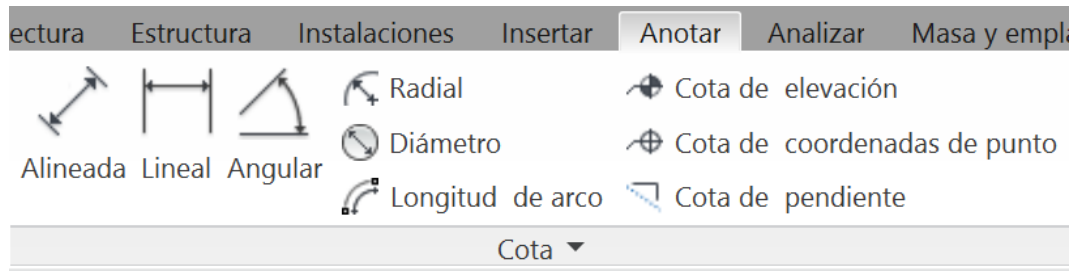 ectura Estructura Instalaciones Insertar Anotar Analizar Masa y empla
Radial Cota de elevación
Diámetro Cota de coordenadas de punto
Alineada Lineal Angular
Longitud de arco Cota de pendiente
Cota